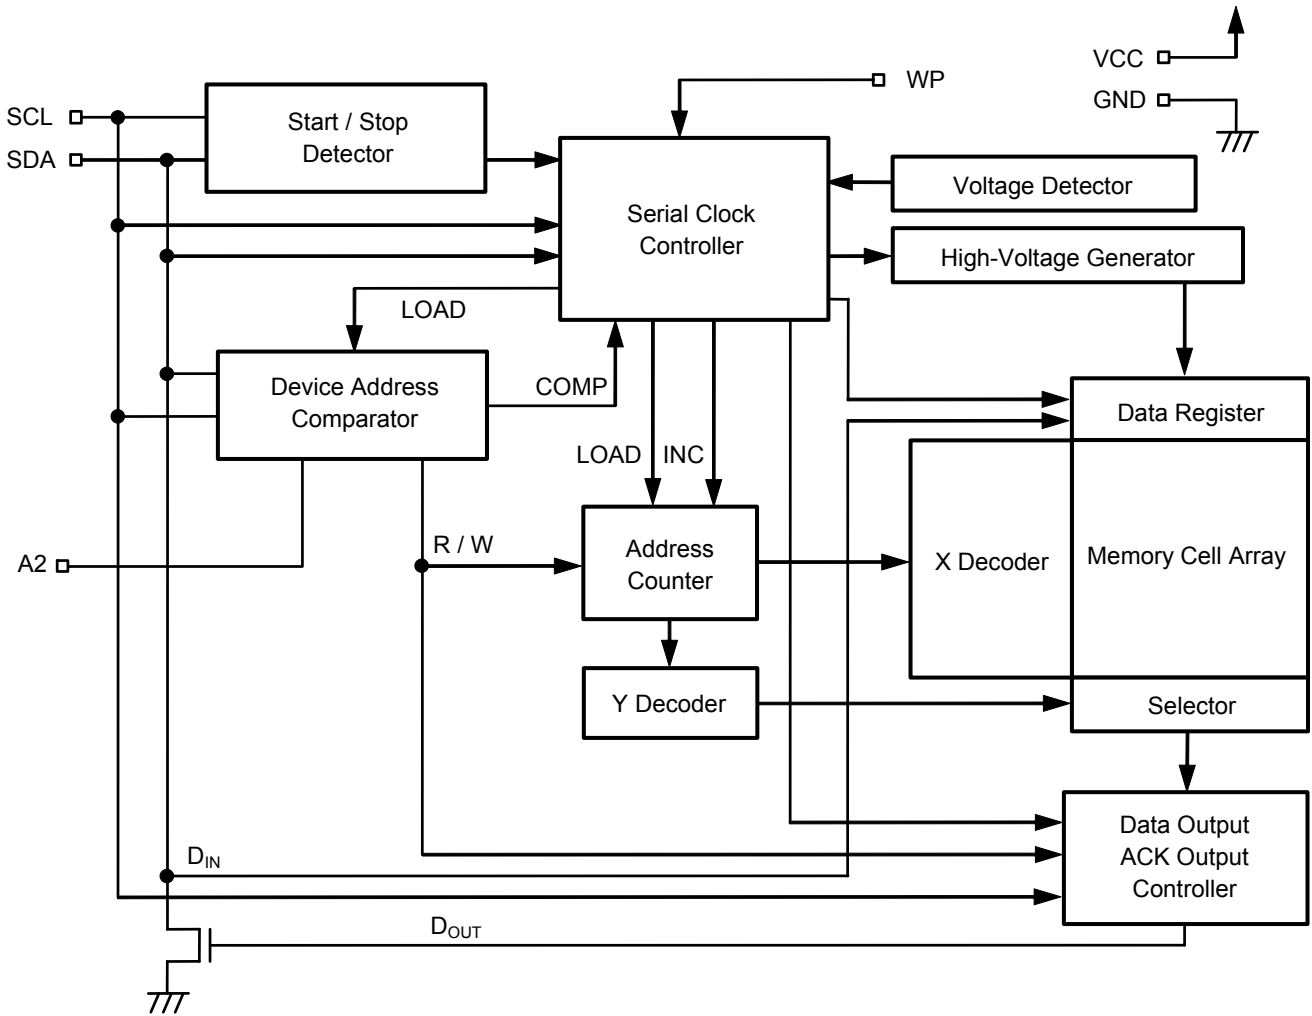 VCC
WP
GND
SCL
Start / Stop
Detector
SDA
Voltage Detector
Serial Clock
Controller
High-Voltage Generator
LOAD
Device Address
Comparator
COMP
Data Register
LOAD
INC
R / W
Address
Counter
X Decoder
Memory Cell Array
A2
Y Decoder
Selector
Data Output
ACK Output
Controller
DIN
DOUT